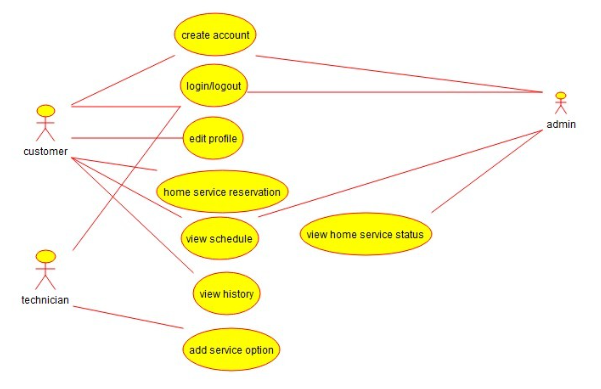 create account
login/logout
admin
edit profile
customer
home service reservation
view schedule
view home service status
view history
technician
add service option